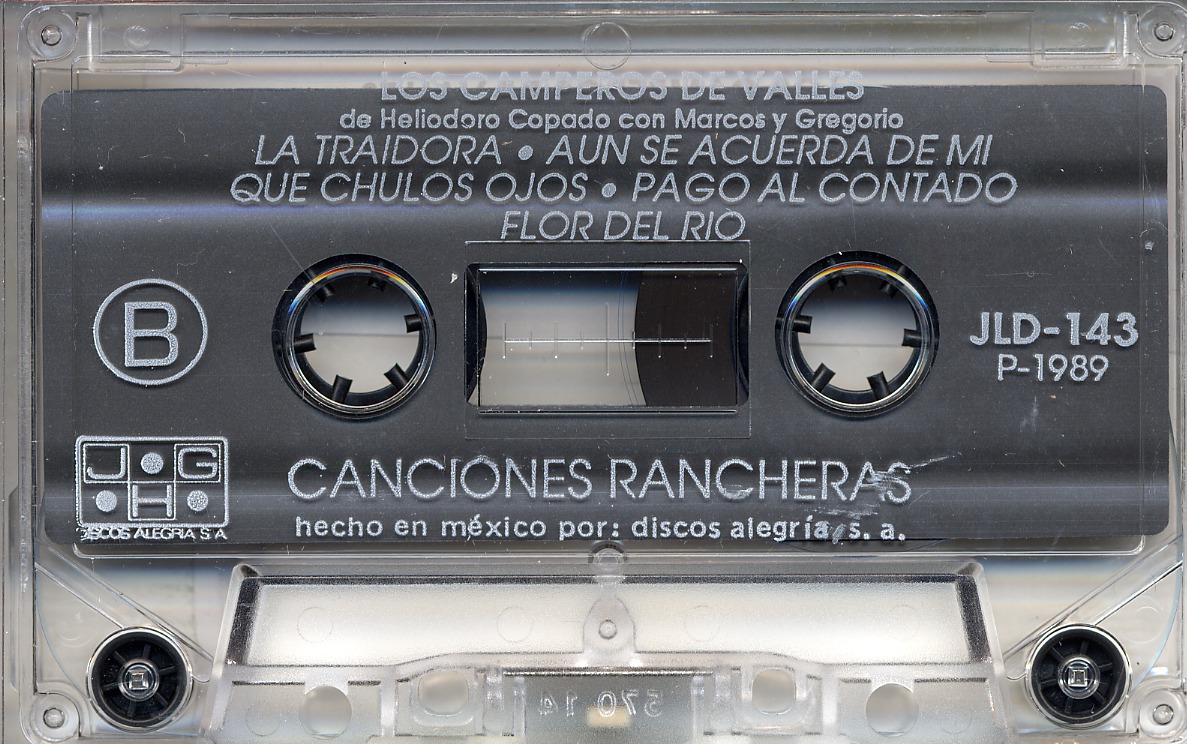 LOS CAMPEROS DE VALLES
de Heliodoro Copado con Marcos y Gregorio
LA TRAIDORA • AUN SE ACUERDA DE MI
QUE CHULOS OJOS • PAGO AL CONTADO
FLOR DEL RIO
B
JLD-143
P-1989
J G
H
DISCOS ALEGRIA S A
CANCIONES RANCHERAS
hecho en méxico por: discos alegría, s. a.
570 14